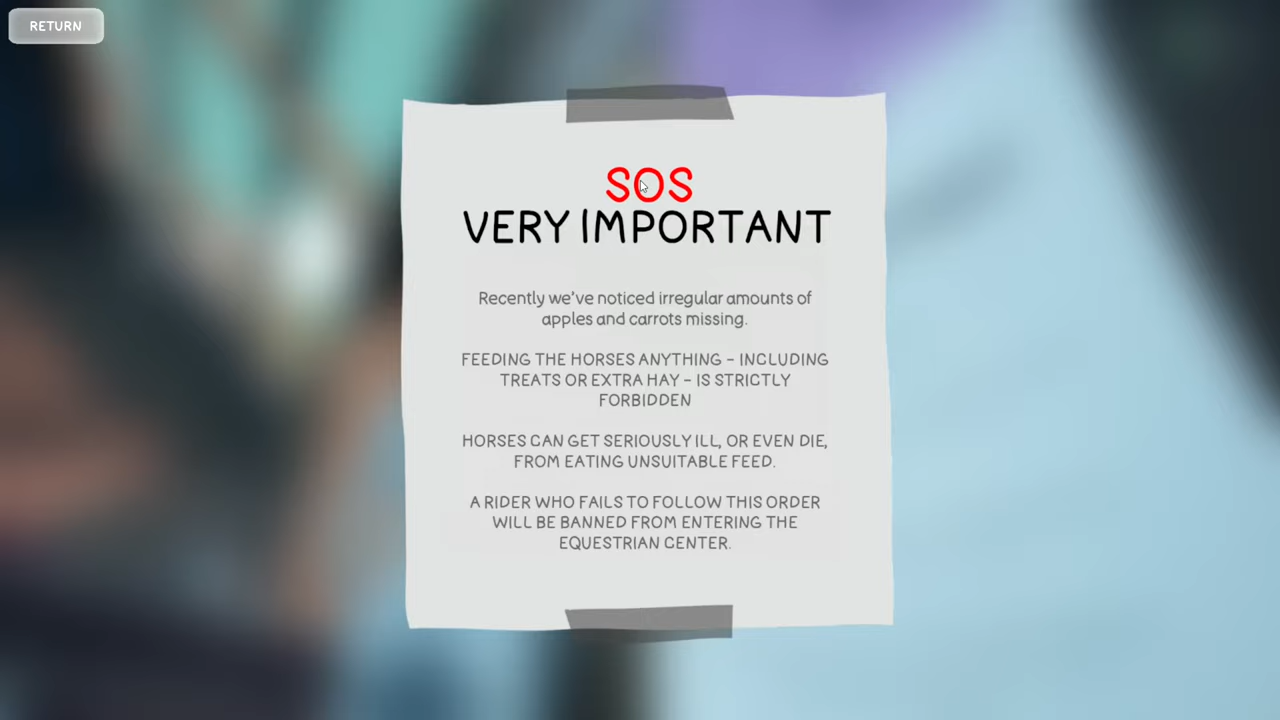 RETURN
SOS
VERY IMPORTANT
Recently we've noticed irregular amounts of
apples and carrots missing.
FEEDING THE HORSES ANYTHING - INCLUDING
TREATS OR EXTRA HAY - IS STRICTLY
FORBIDDEN
HORSES CAN GET SERIOUSLY ILL, OR EVEN DIE,
FROM EATING UNSUITABLE FEED.
A RIDER WHO FAILS TO FOLLOW THIS ORDER
WILL BE BANNED FROM ENTERING THE
EQUESTRIAN CENTER.